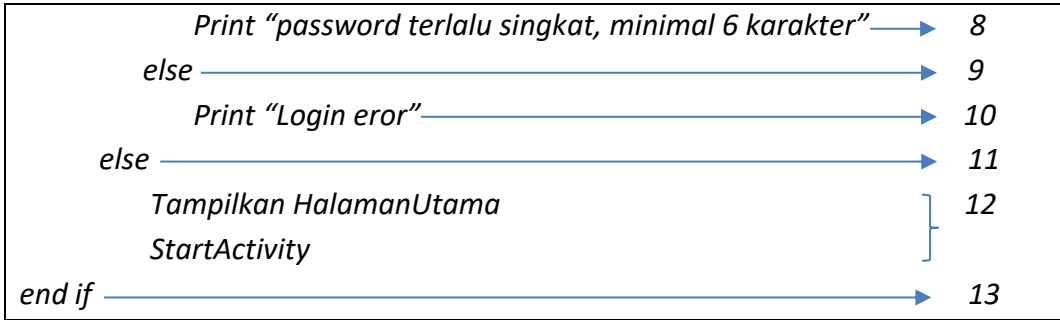 Print “password terlalu singkat, minimal 6 karakter” 8
else 9
Print “Login eror” 10
else 11
Tampilkan HalamanUtama 12
StartActivity
end if 13